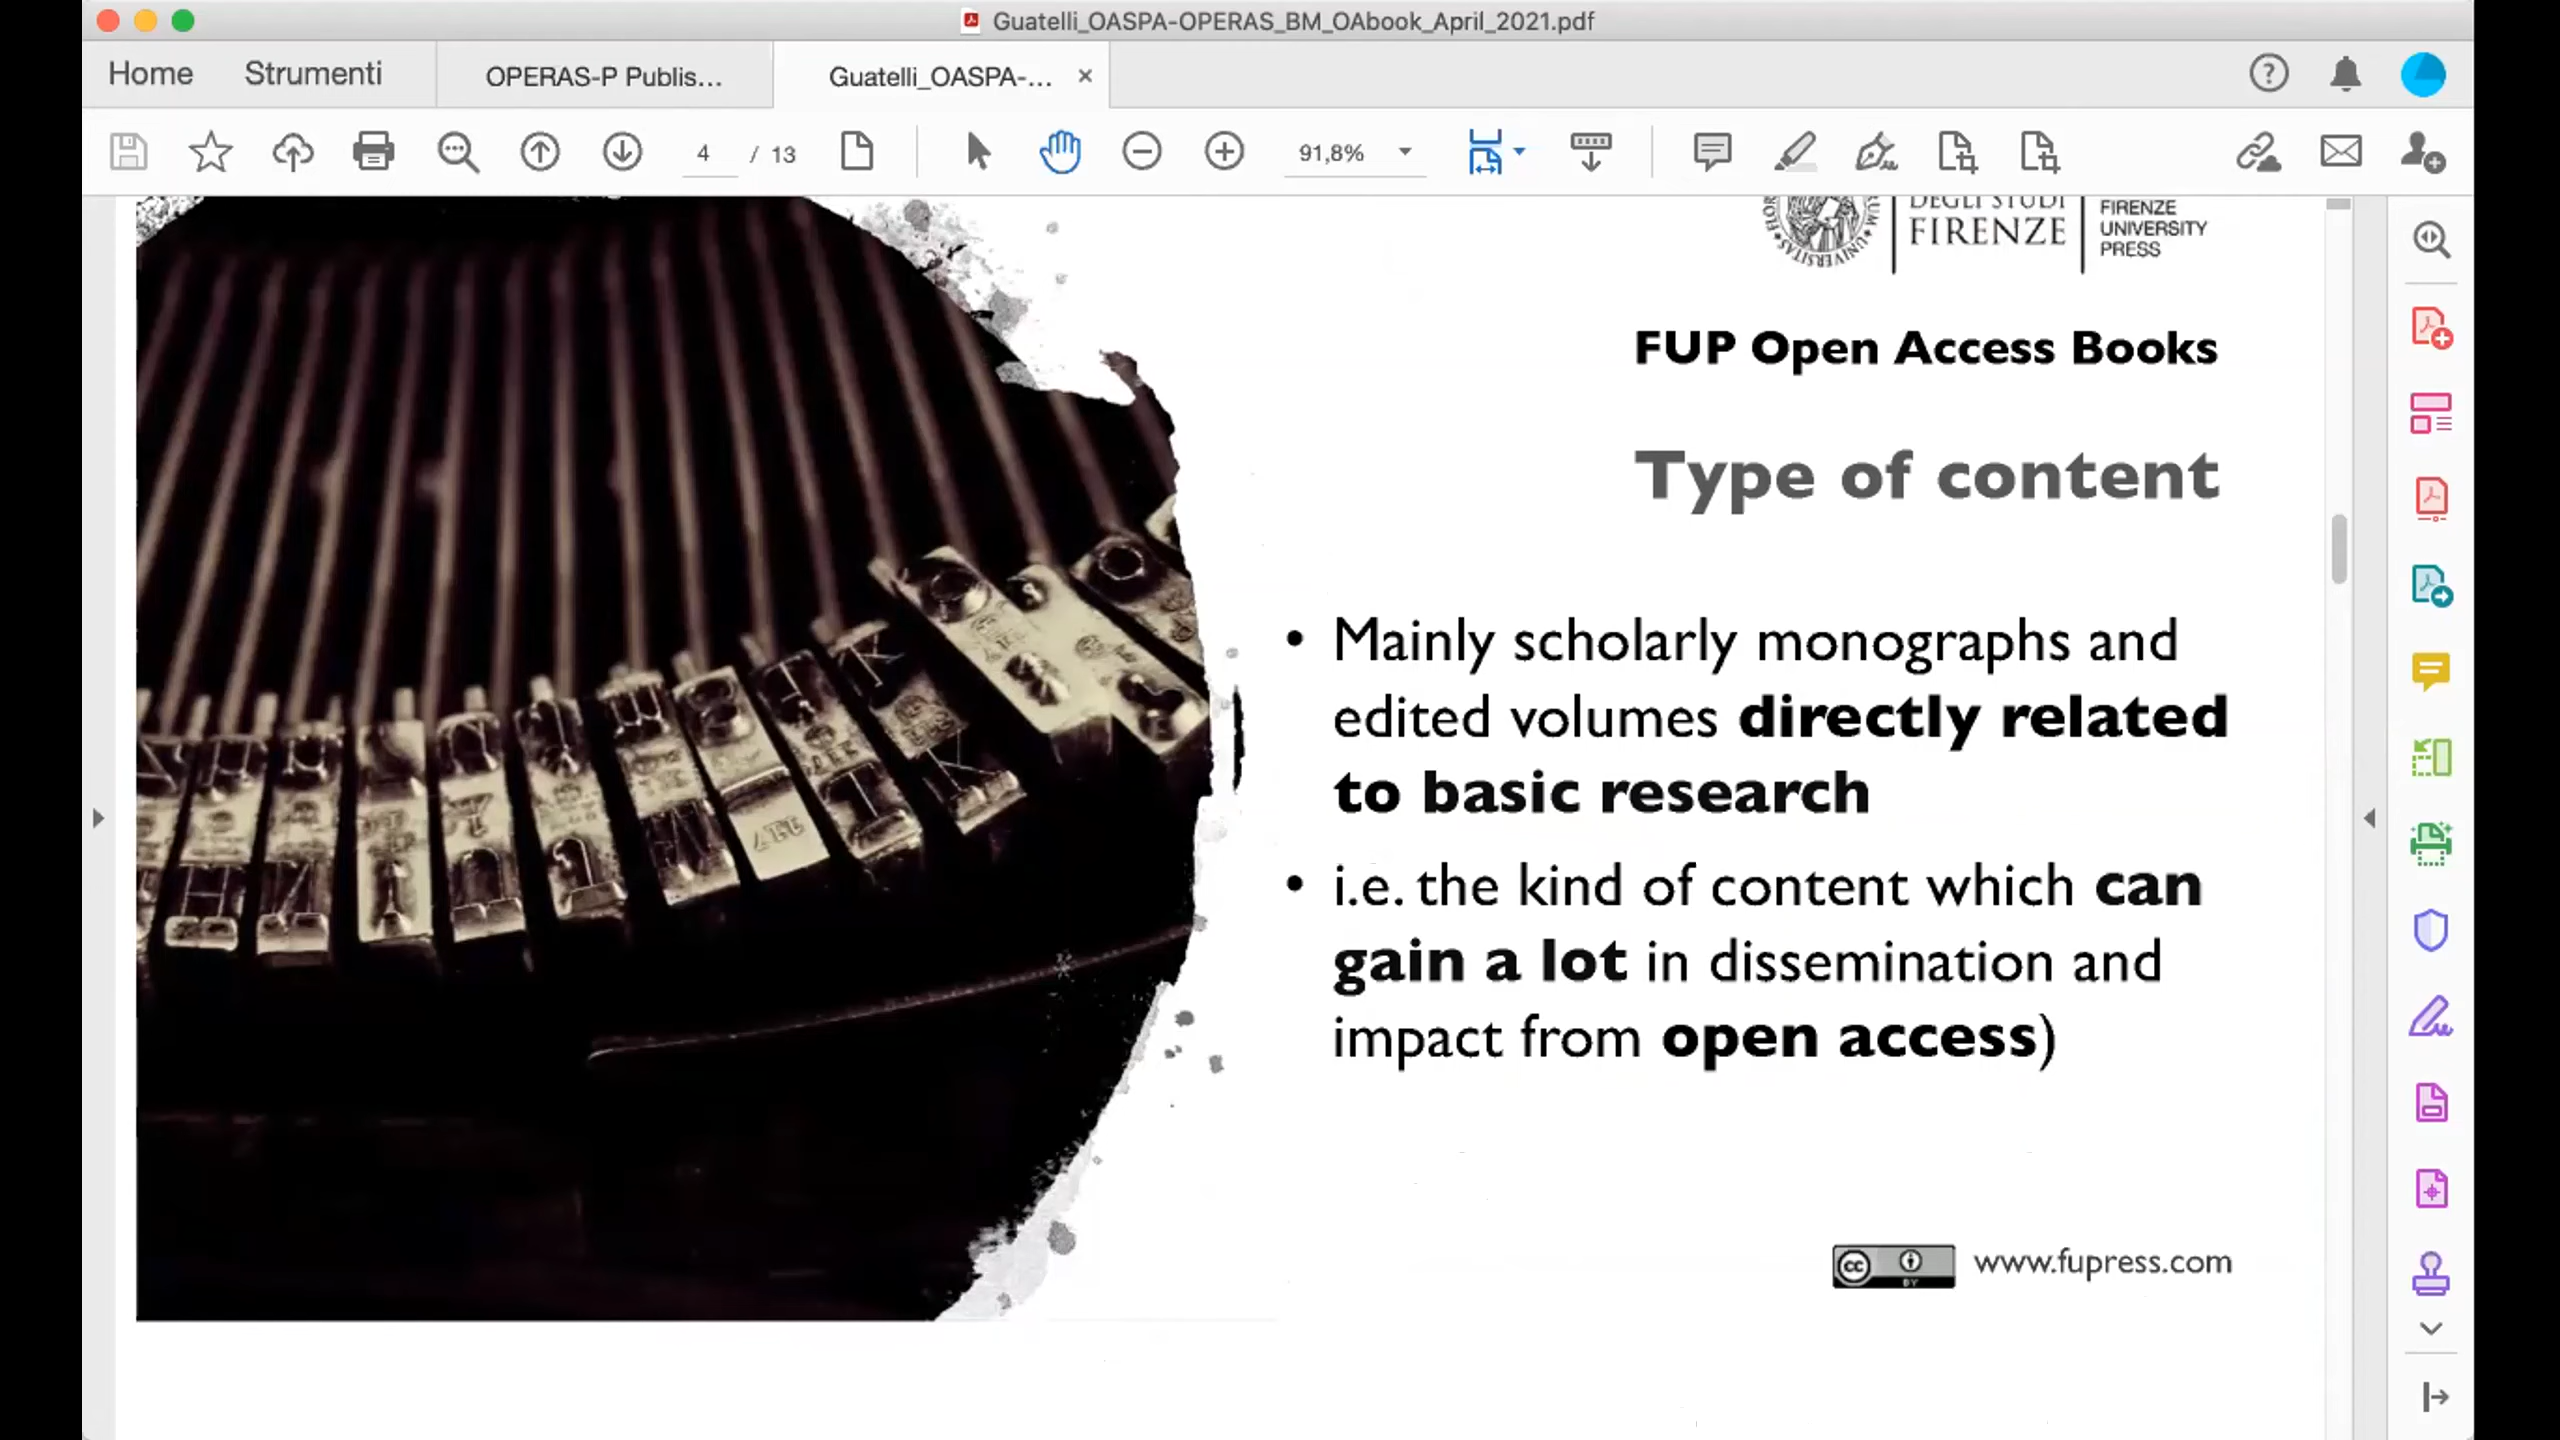 Guatelli_OASPA-OPERAS_BM_OAbook_April_2021.pdf
Home Strumenti OPERAS-P Publis... Guatelli_OASPA-...
4 / 13 91,8%
DEGLI STUDI
FIRENZE
FIRENZE
UNIVERSITY
PRESS
FUP Open Access Books
Type of content
• Mainly scholarly monographs and
edited volumes directly related
to basic research
• i.e. the kind of content which can
gain a lot in dissemination and
impact from open access)
cc BY www.fupress.com